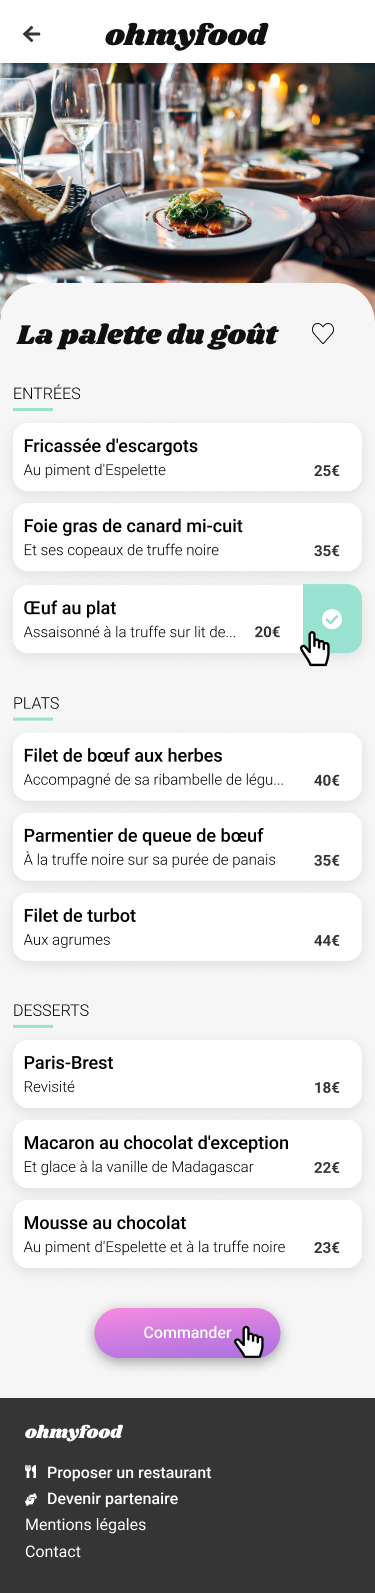 ohmyfood
La palette du goût
ENTRÉES
Fricassée d'escargots
Au piment d'Espelette 25€
Foie gras de canard mi-cuit
Et ses copeaux de truffe noire 35€
Œuf au plat
Assaisonné à la truffe sur lit de... 20€
PLATS
Filet de bœuf aux herbes
Accompagné de sa ribambelle de légu... 40€
Parmentier de queue de bœuf
À la truffe noire sur sa purée de panais 35€
Filet de turbot
Aux agrumes 44€
DESSERTS
Paris-Brest
Revisité 18€
Macaron au chocolat d'exception
Et glace à la vanille de Madagascar 22€
Mousse au chocolat
Au piment d'Espelette et à la truffe noire 23€
Commander
ohmyfood
Proposer un restaurant
Devenir partenaire
Mentions légales
Contact